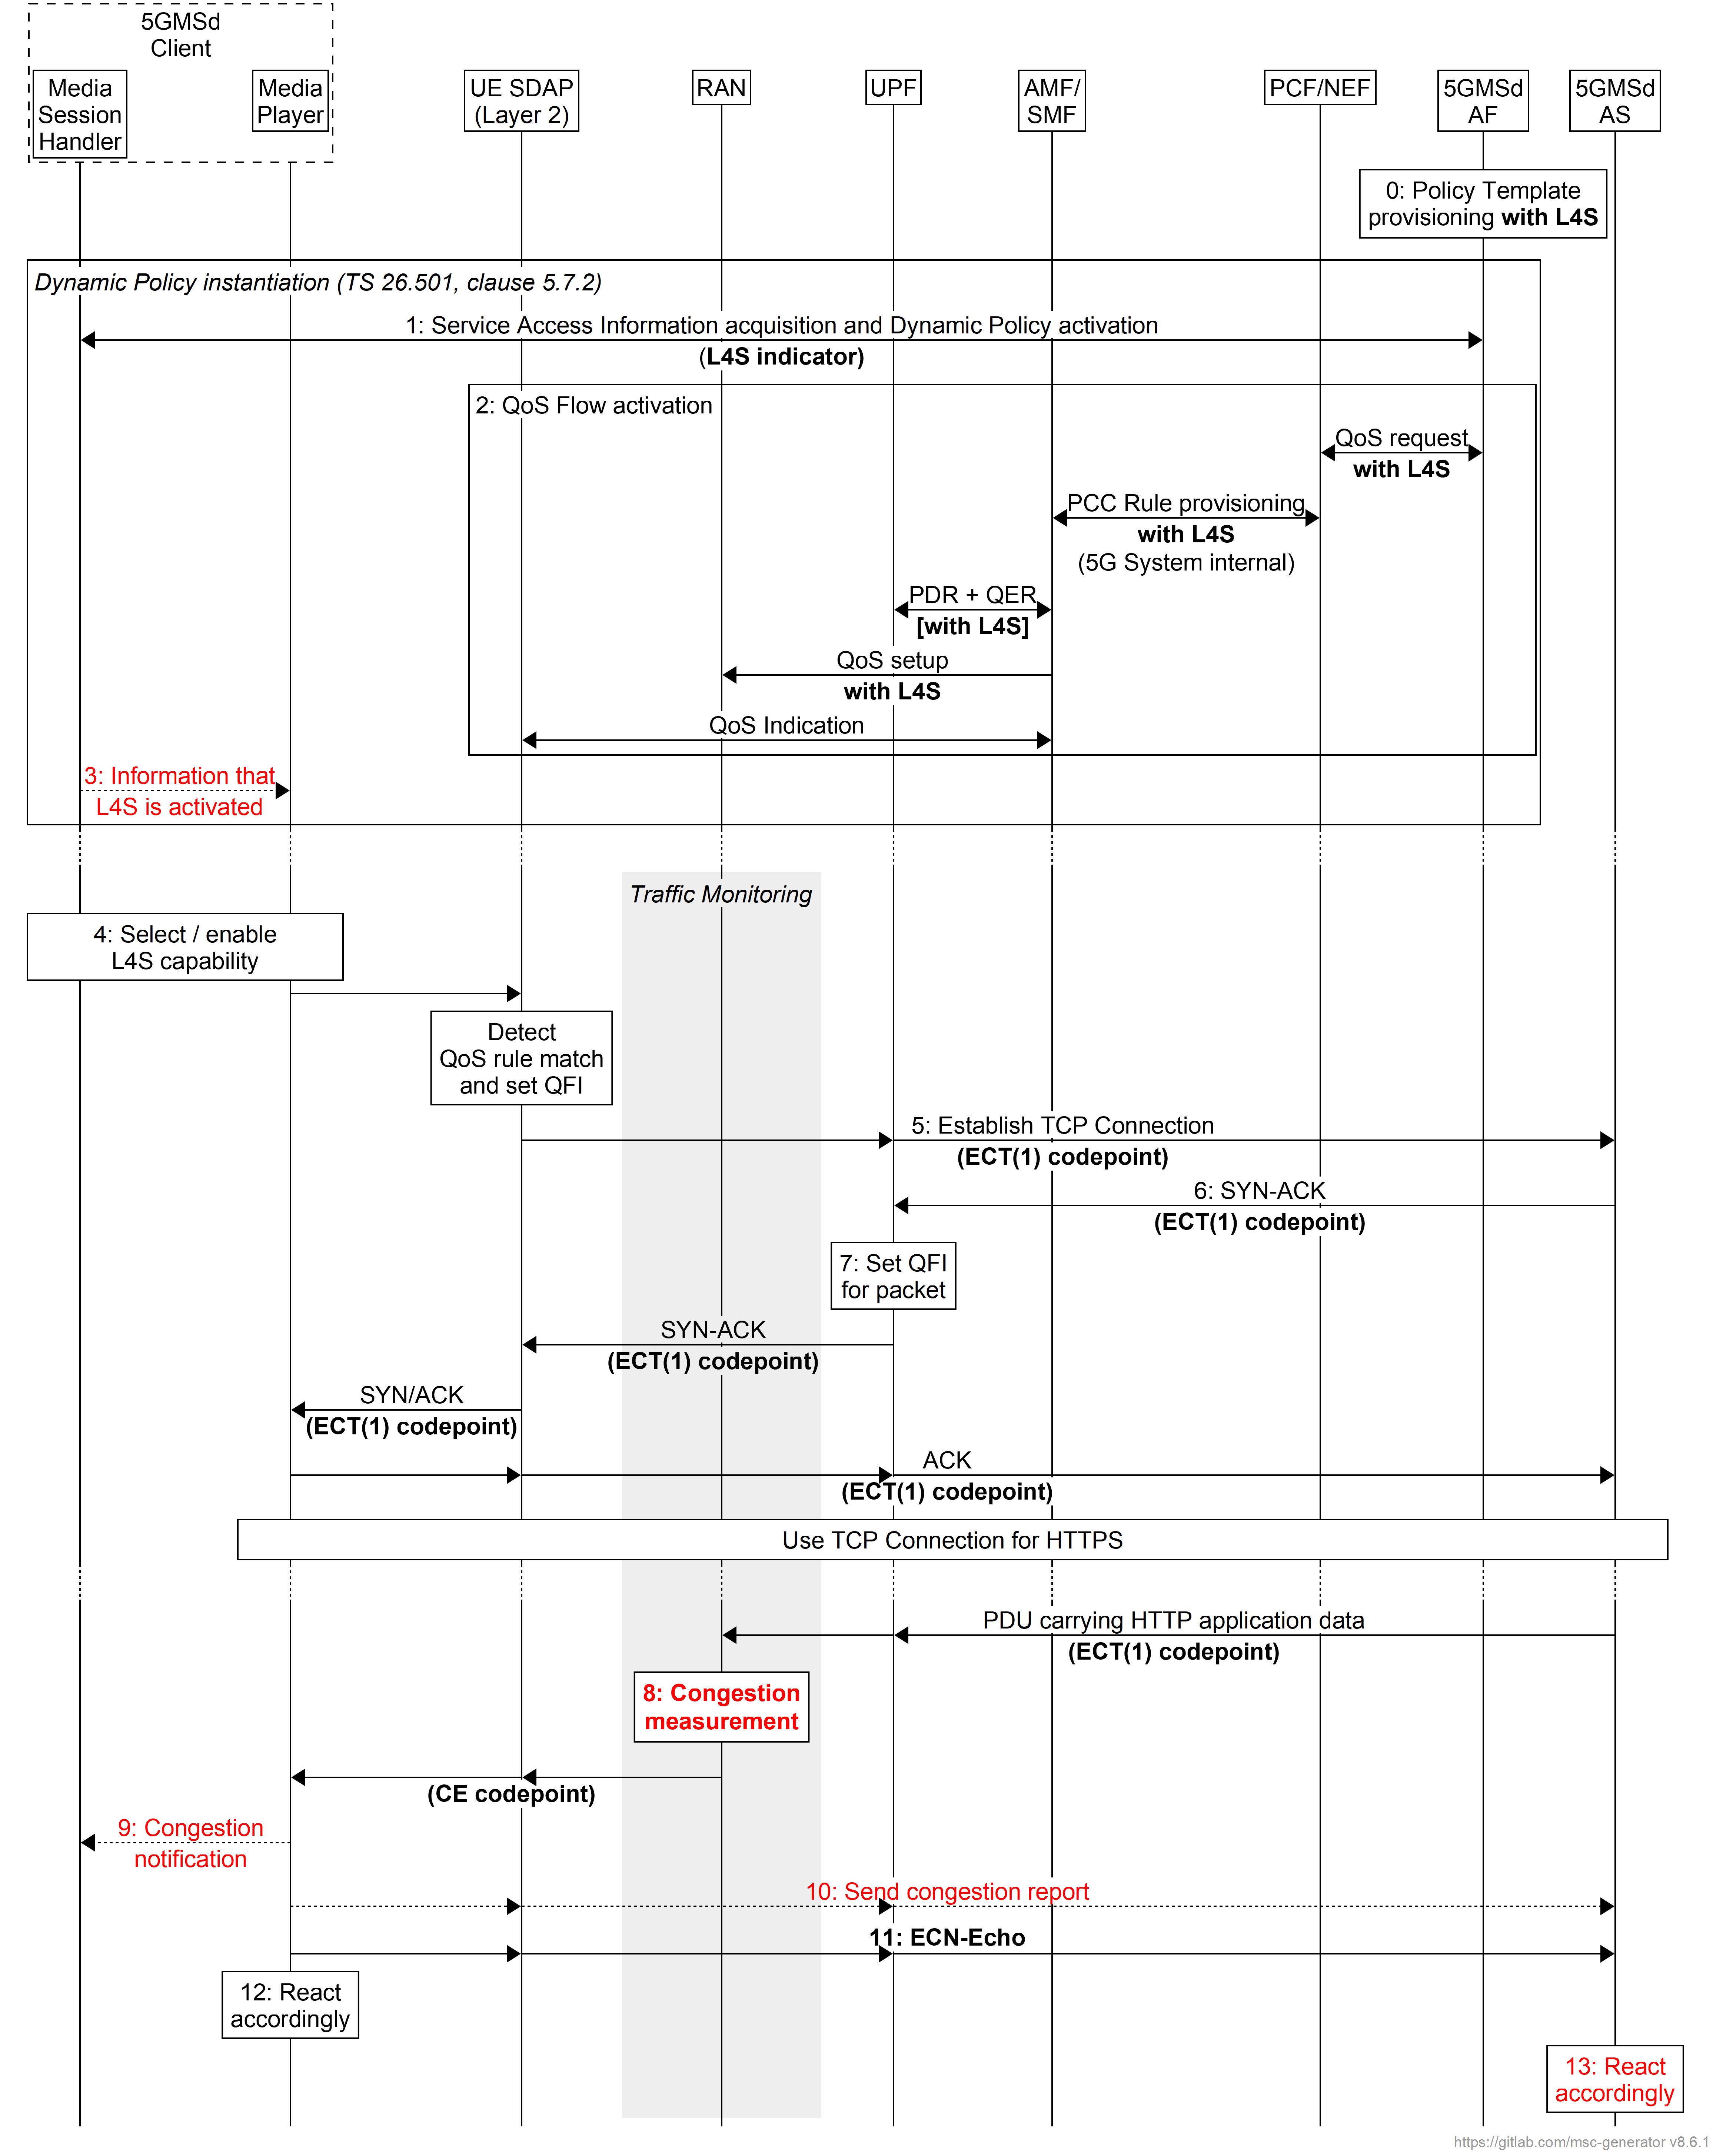 5GMSd
Client
Media
Session
Handler
Media
Player
UE SDAP
(Layer 2)
RAN
UPF
AMF/
SMF
PCF/NEF
5GMSd
AF
5GMSd
AS
0: Policy Template
provisioning with L4S
Dynamic Policy instantiation (TS 26.501, clause 5.7.2)
1: Service Access Information acquisition and Dynamic Policy activation
(L4S indicator)
2: QoS Flow activation
QoS request
with L4S
PCC Rule provisioning
with L4S
(5G System internal)
PDR + QER
[with L4S]
QoS setup
with L4S
QoS Indication
3: Information that
L4S is activated
Traffic Monitoring
4: Select / enable
L4S capability
Detect
QoS rule match
and set QFI
5: Establish TCP Connection
(ECT(1) codepoint)
6: SYN-ACK
(ECT(1) codepoint)
7: Set QFI
for packet
SYN-ACK
(ECT(1) codepoint)
SYN/ACK
(ECT(1) codepoint)
ACK
(ECT(1) codepoint)
Use TCP Connection for HTTPS
PDU carrying HTTP application data
(ECT(1) codepoint)
8: Congestion
measurement
(CE codepoint)
9: Congestion
notification
10: Send congestion report
11: ECN-Echo
12: React
accordingly
13: React
accordingly
https://gitlab.com/msc-generator v8.6.1